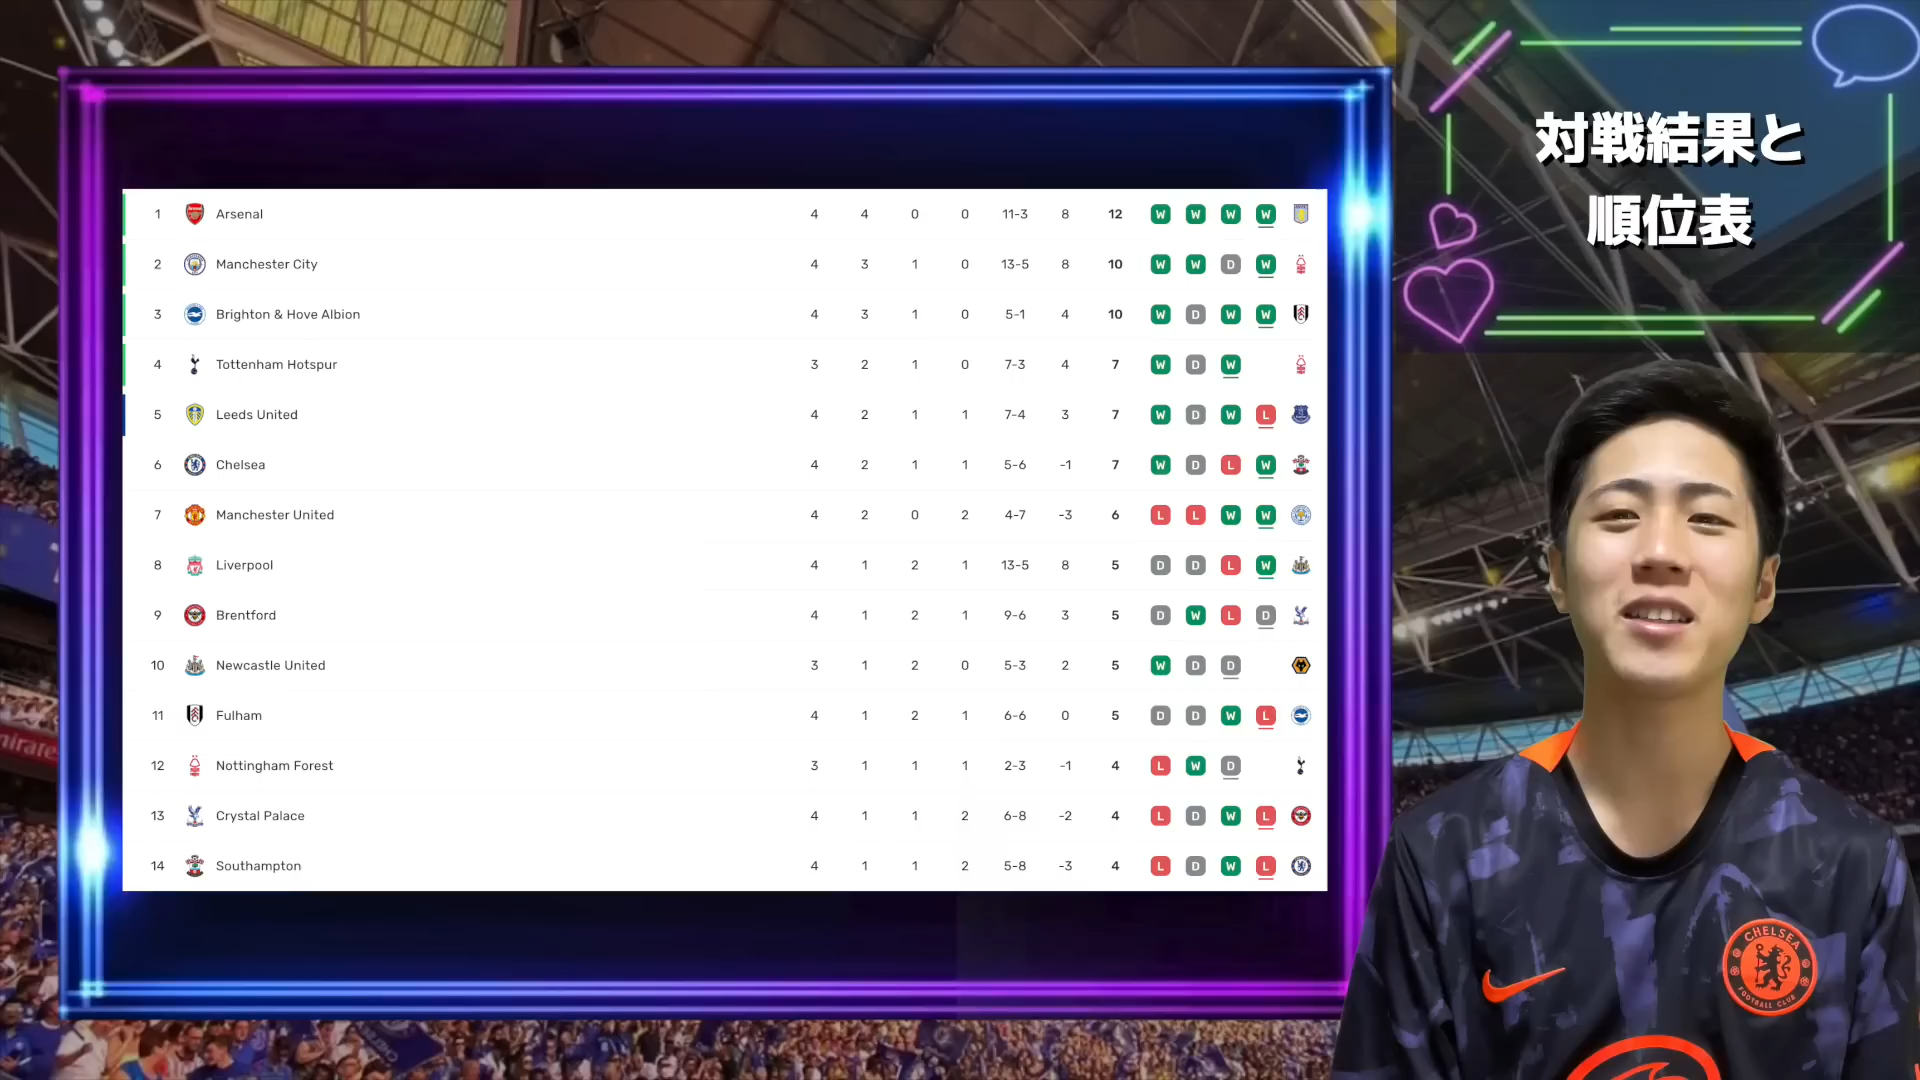 対戦結果と
順位表
1 Arsenal 4 4 0 0 11-3 8 12 W W W W
2 Manchester City 4 3 1 0 13-5 8 10 W W D W
3 Brighton & Hove Albion 4 3 1 0 5-1 4 10 W D W W
4 Tottenham Hotspur 3 2 1 0 7-3 4 7 W D W
5 Leeds United 4 2 1 1 7-4 3 7 W D W L
6 Chelsea 4 2 1 1 5-6 -1 7 W D L W
7 Manchester United 4 2 0 2 4-7 -3 6 L L W W
8 Liverpool 4 1 2 1 13-5 8 5 D D L W
9 Brentford 4 1 2 1 9-6 3 5 D W L D
10 Newcastle United 3 1 2 0 5-3 2 5 W D D
11 Fulham 4 1 2 1 6-6 0 5 D D W L
12 Nottingham Forest 3 1 1 1 2-3 -1 4 L W D
13 Crystal Palace 4 1 1 2 6-8 -2 4 L D W L
14 Southampton 4 1 1 2 5-8 -3 4 L D W L
CHELSEA
FOOTBALL CLUB